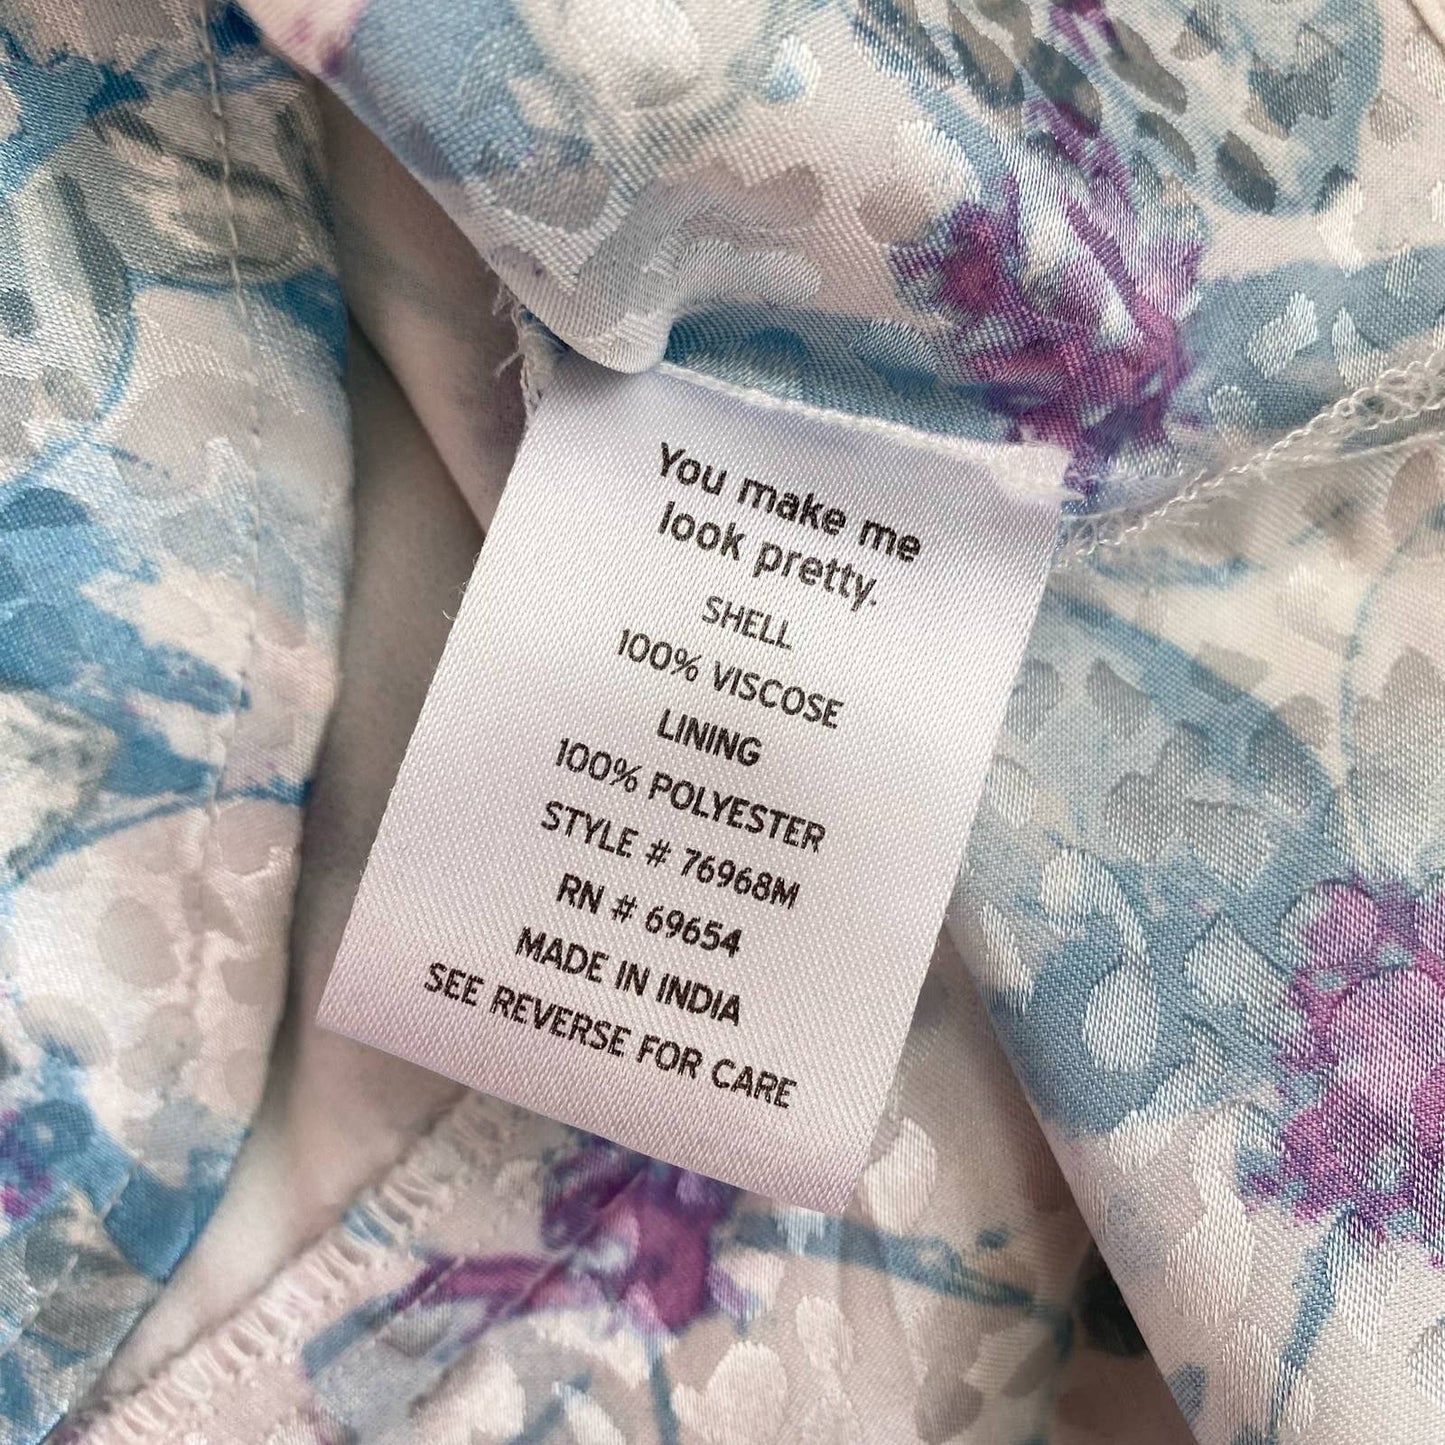 You make me
look pretty.
SHELL
100% VISCOSE
LINING
100% POLYESTER
STYLE # 76968M
RN # 69654
MADE IN INDIA
SEE REVERSE FOR CARE